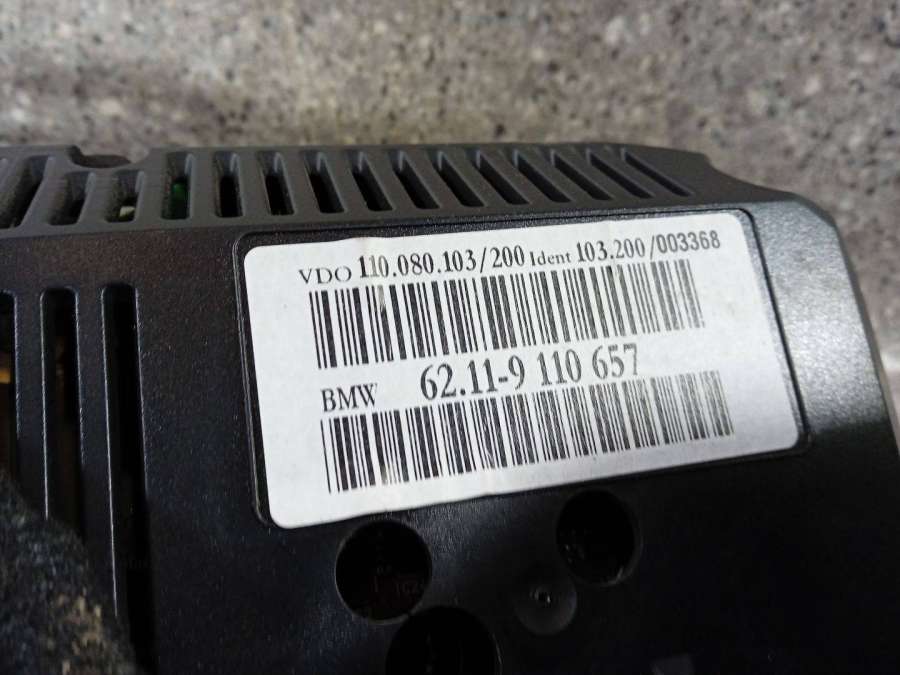 VDO 110.080.103/200 Ident 103.200/003368
BMW 62.11-9 110 657